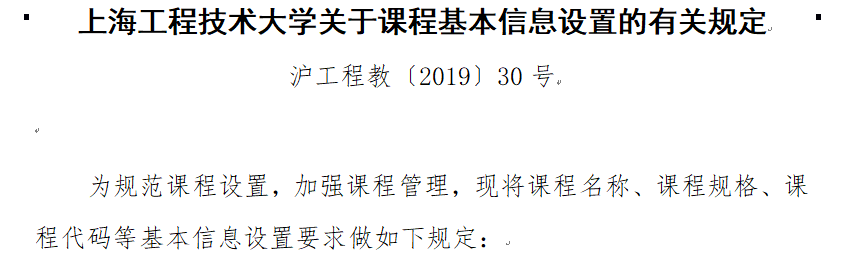 上海工程技术大学关于课程基本信息设置的有关规定
沪工程教〔2019〕30 号
为规范课程设置，加强课程管理，现将课程名称、课程规格、课
程代码等基本信息设置要求做如下规定：